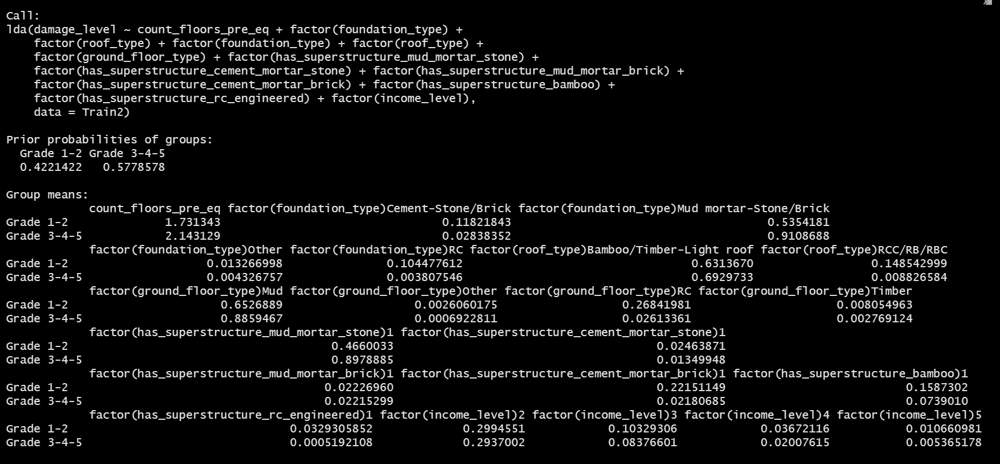 Call:
lda(damage_level ~ count_floors_pre_eq + factor(foundation_type) +
    factor(roof_type) + factor(foundation_type) + factor(roof_type) +
    factor(ground_floor_type) + factor(has_superstructure_mud_mortar_stone) +
    factor(has_superstructure_cement_mortar_stone) + factor(has_superstructure_mud_mortar_brick) +
    factor(has_superstructure_cement_mortar_brick) + factor(has_superstructure_bamboo) +
    factor(has_superstructure_rc_engineered) + factor(income_level),
    data = Train2)

Prior probabilities of groups:
  Grade 1-2 Grade 3-4-5
  0.4221422   0.5778578

Group means:
            count_floors_pre_eq factor(foundation_type)Cement-Stone/Brick factor(foundation_type)Mud mortar-Stone/Brick
Grade 1-2              1.731343                                0.11821843                                     0.5354181
Grade 3-4-5            2.143129                                0.02838352                                     0.9108688
            factor(foundation_type)Other factor(foundation_type)RC factor(roof_type)Bamboo/Timber-Light roof factor(roof_type)RCC/RB/RBC
Grade 1-2                    0.013266998               0.104477612                                 0.6313670                 0.148542999
Grade 3-4-5                  0.004326757               0.003807546                                 0.6929733                 0.008826584
            factor(ground_floor_type)Mud factor(ground_floor_type)Other factor(ground_floor_type)RC factor(ground_floor_type)Timber
Grade 1-2                      0.6526889                   0.0026060175                  0.26841981                     0.008054963
Grade 3-4-5                    0.8859467                   0.0006922811                  0.02613361                     0.002769124
            factor(has_superstructure_mud_mortar_stone)1 factor(has_superstructure_cement_mortar_stone)1
Grade 1-2                                      0.4660033                                      0.02463871
Grade 3-4-5                                    0.8978885                                      0.01349948
            factor(has_superstructure_mud_mortar_brick)1 factor(has_superstructure_cement_mortar_brick)1 factor(has_superstructure_bamboo)1
Grade 1-2                                     0.02226960                                      0.22151149                          0.1587302
Grade 3-4-5                                   0.02215299                                      0.02180685                          0.0739010
            factor(has_superstructure_rc_engineered)1 factor(income_level)2 factor(income_level)3 factor(income_level)4 factor(income_level)5
Grade 1-2                                0.0329305852             0.2994551            0.10329306            0.03672116           0.010660981
Grade 3-4-5                              0.0005192108             0.2937002            0.08376601            0.02007615           0.005365178